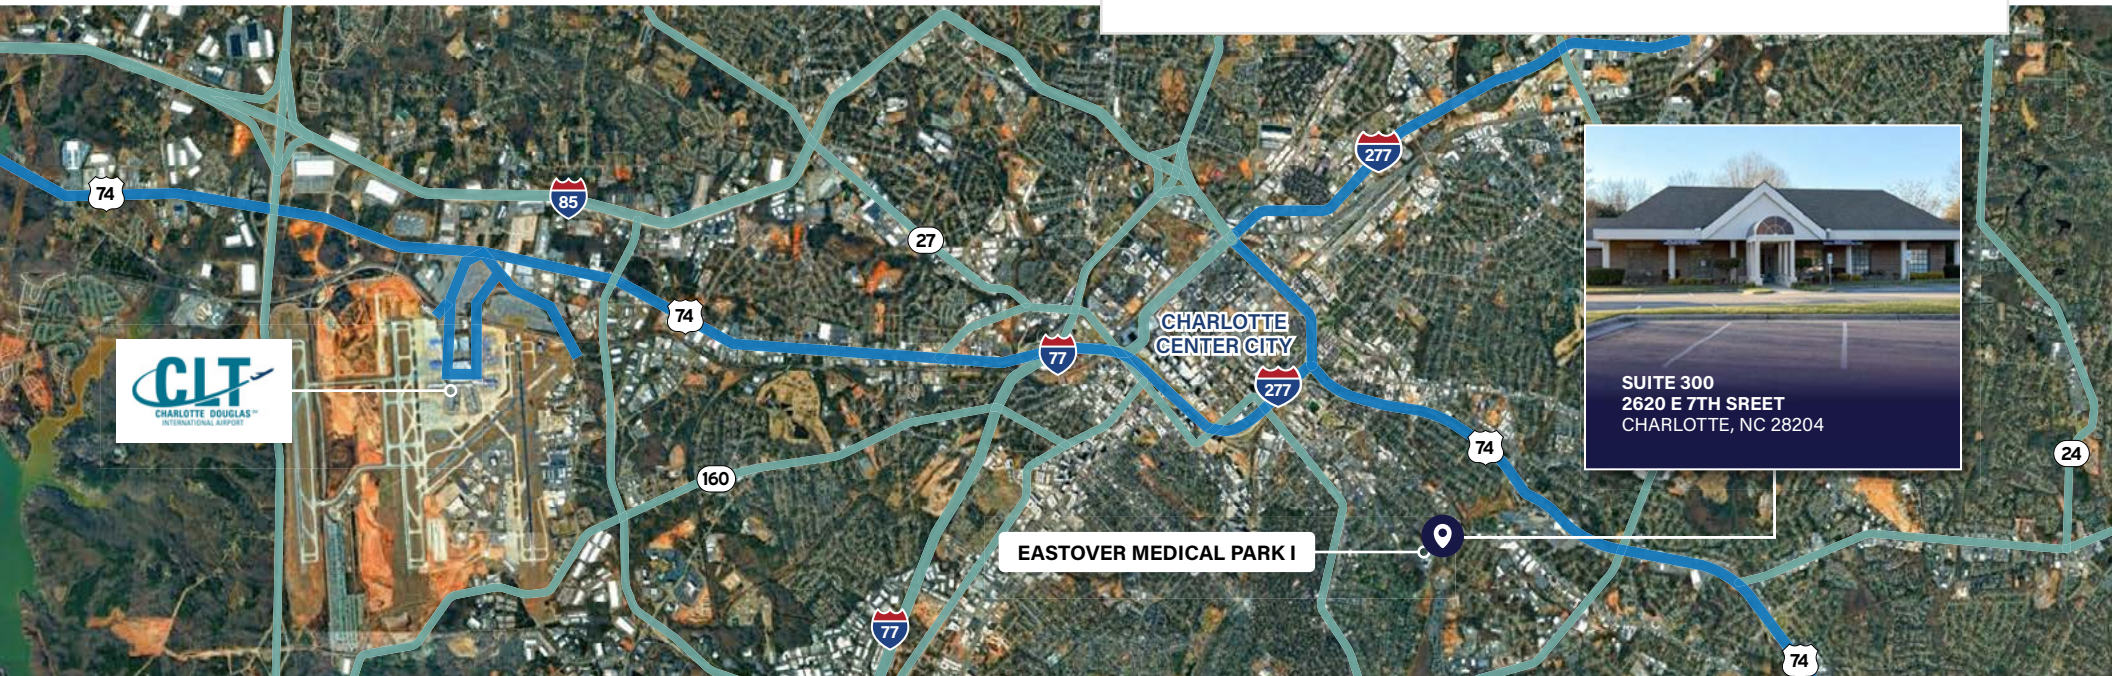 277
74
85
27
74
CHARLOTTE
CENTER CITY
77
277
CLT
CHARLOTTE DOUGLAS℠
INTERNATIONAL AIRPORT
SUITE 300
2620 E 7TH SREET
CHARLOTTE, NC 28204
74
24
160
EASTOVER MEDICAL PARK I
77
74